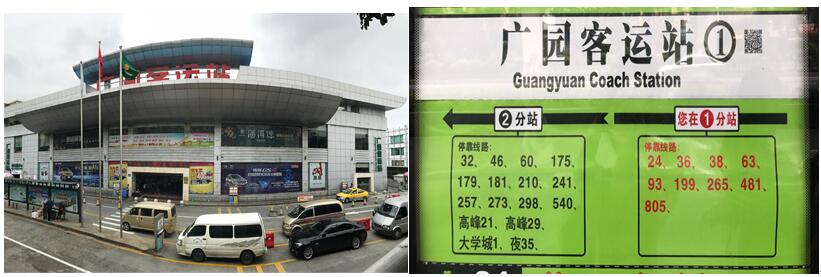 客运站
广园客运站①
Guangyuan Coach Station
②分站
您在①分站
停靠线路:
32、46、60、175、
179、181、210、241、
257、273、298、540、
高峰1、高峰29、
大学城1、夜35、
停靠线路:
24、36、38、63、
93、199、265、481、
805、